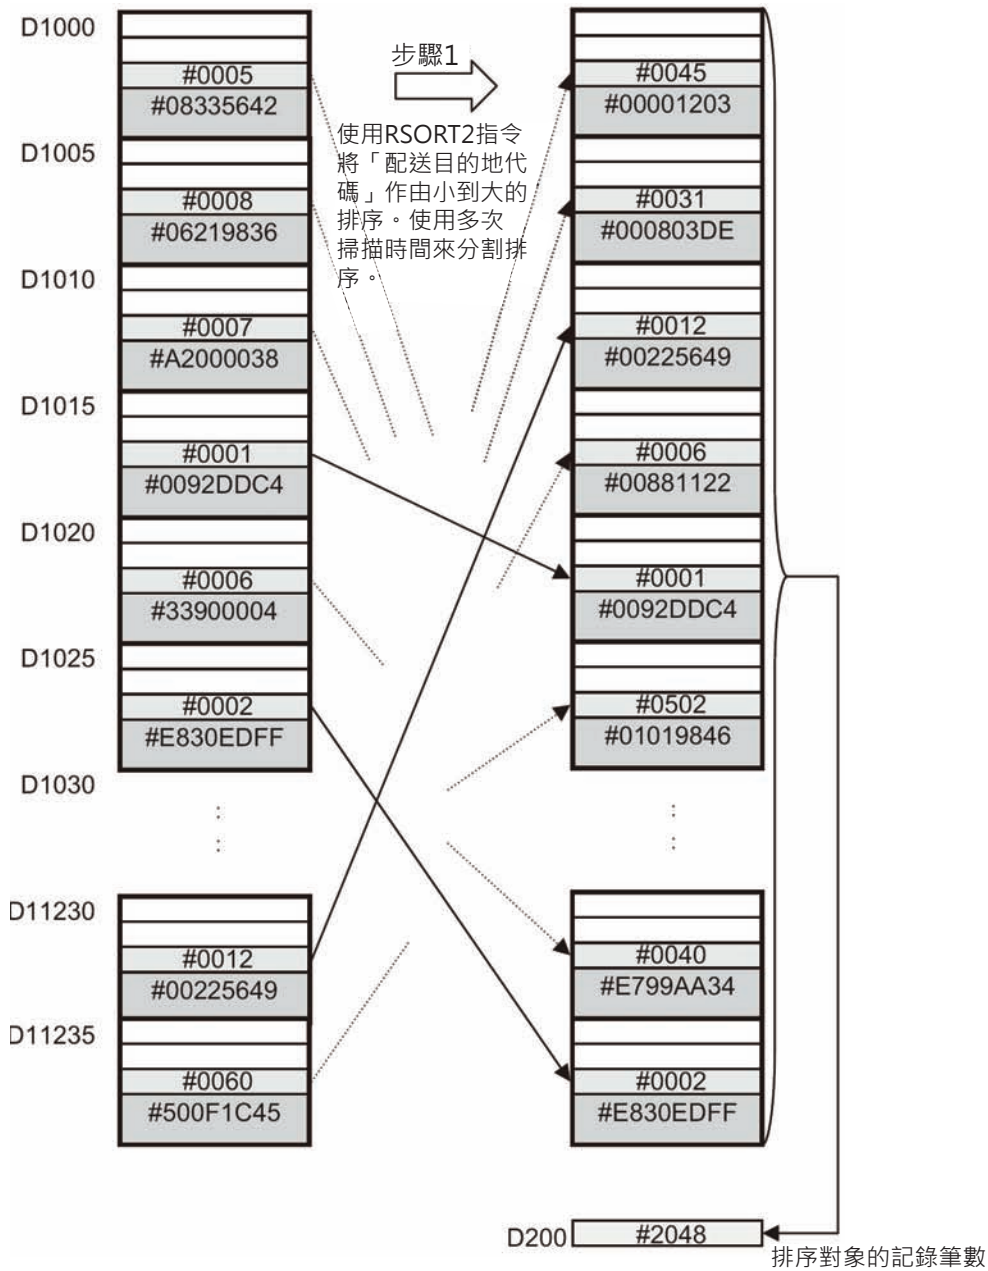 步驟1
使用RSORT2指令
將「配送目的地代
碼」作由小到大的
排序。使用多次
掃描時間來分割排
序。
D1000
#0005
#08335642
D1005
#0008
#06219836
D1010
#0007
#A2000038
D1015
#0001
#0092DDC4
D1020
#0006
#33900004
D1025
#0002
#E830EDFF
D1030
D11230
#0012
#00225649
D11235
#0060
#500F1C45
#0045
#00001203
#0031
#000803DE
#0012
#00225649
#0006
#00881122
#0001
#0092DDC4
#0502
#01019846
#0040
#E799AA34
#0002
#E830EDFF
D200 #2048
排序對象的記錄筆數